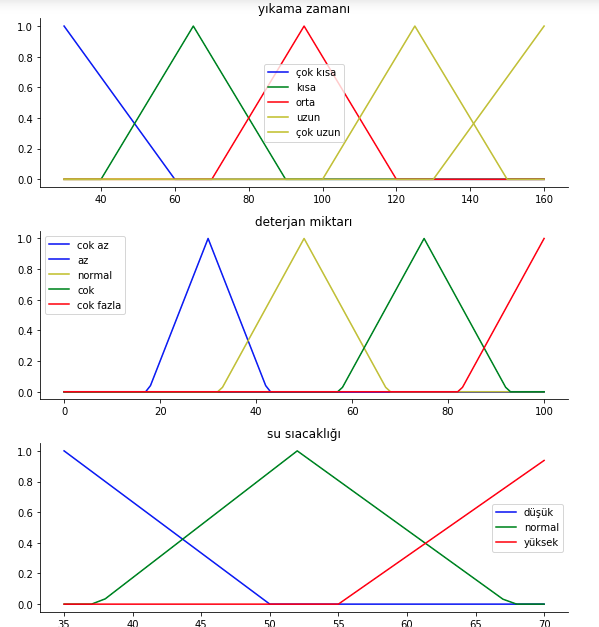 yıkama zamanı
1.0
0.8
0.6
0.4
0.2
0.0
çok kısa
kısa
orta
uzun
çok uzun
40 60 80 100 120 140 160
deterjan miktarı
1.0
0.8
0.6
0.4
0.2
0.0
cok az
az
normal
cok
cok fazla
0 20 40 60 80 100
su sıacaklığı
1.0
0.8
0.6
0.4
0.2
0.0
düşük
normal
yüksek
35 40 45 50 55 60 65 70